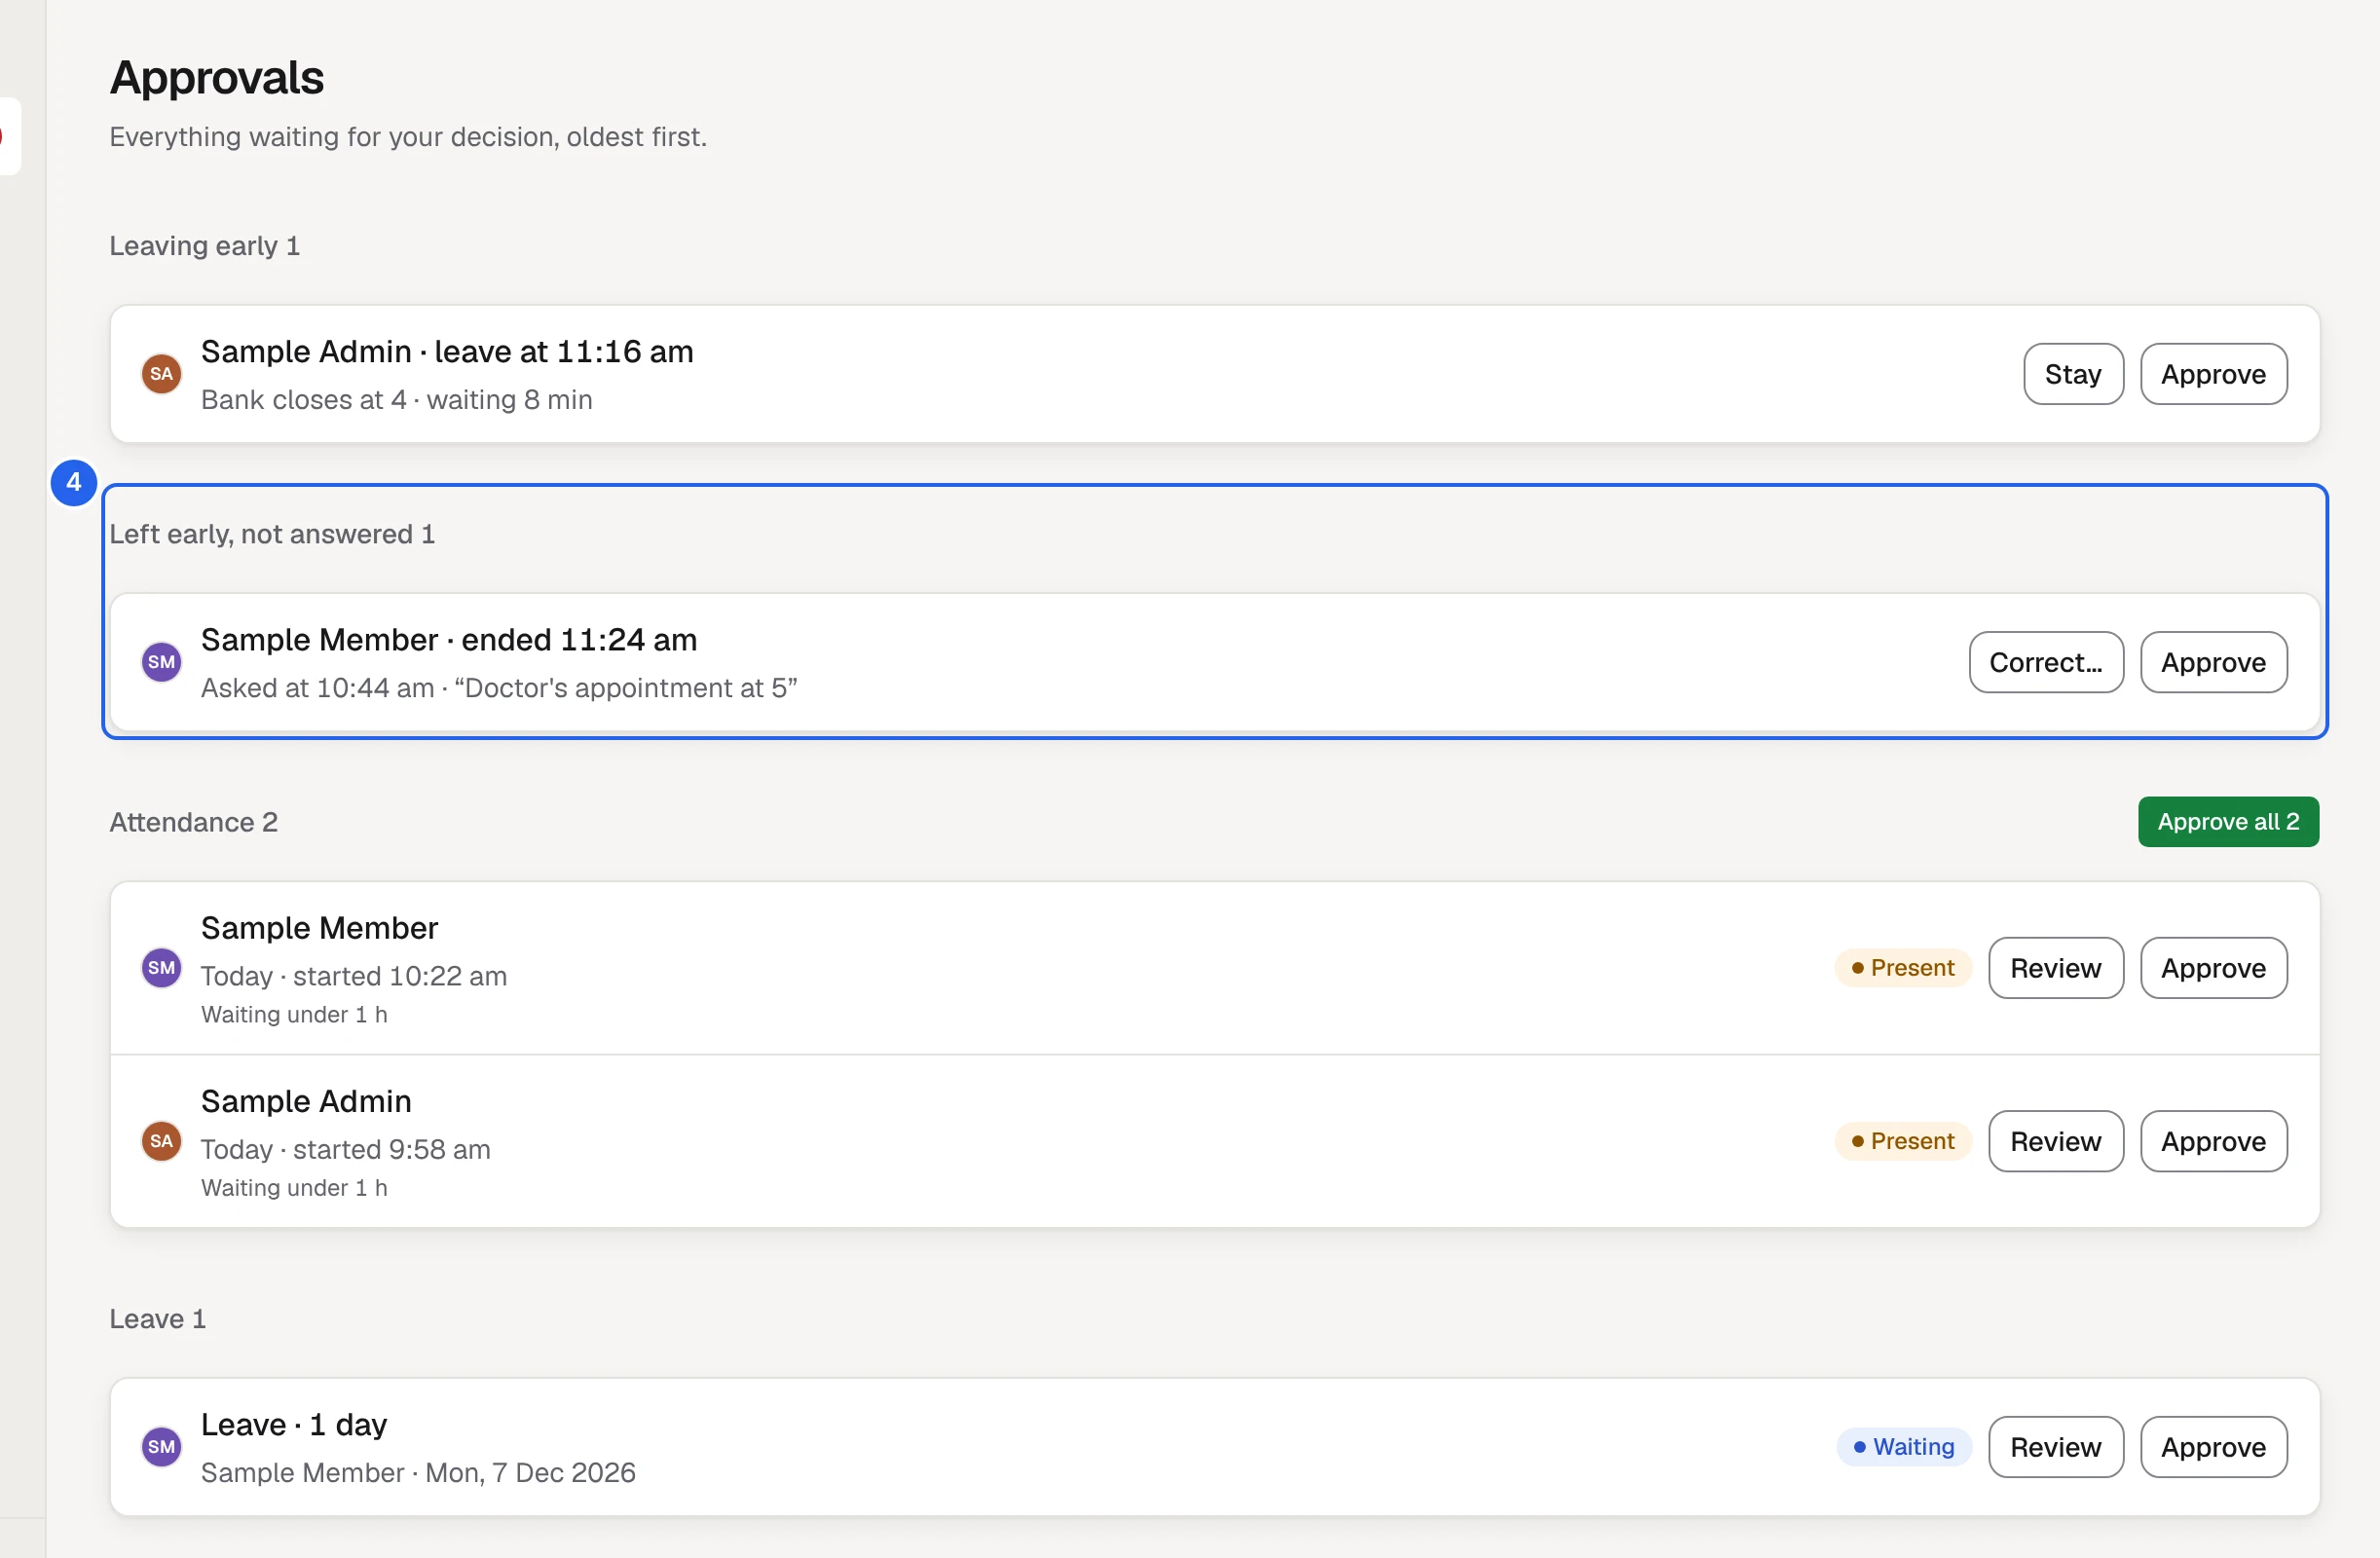 Approvals
Everything waiting for your decision, oldest first.
Leaving early 1
SA
Sample Admin · leave at 11:16 am
Bank closes at 4 · waiting 8 min
Stay
Approve
4
Left early, not answered 1
SM
Sample Member · ended 11:24 am
Asked at 10:44 am · “Doctor's appointment at 5”
Correct...
Approve
Attendance 2
Approve all 2
SM
Sample Member
Today · started 10:22 am
Waiting under 1 h
Present
Review
Approve
SA
Sample Admin
Today · started 9:58 am
Waiting under 1 h
Present
Review
Approve
Leave 1
SM
Leave · 1 day
Sample Member · Mon, 7 Dec 2026
Waiting
Review
Approve